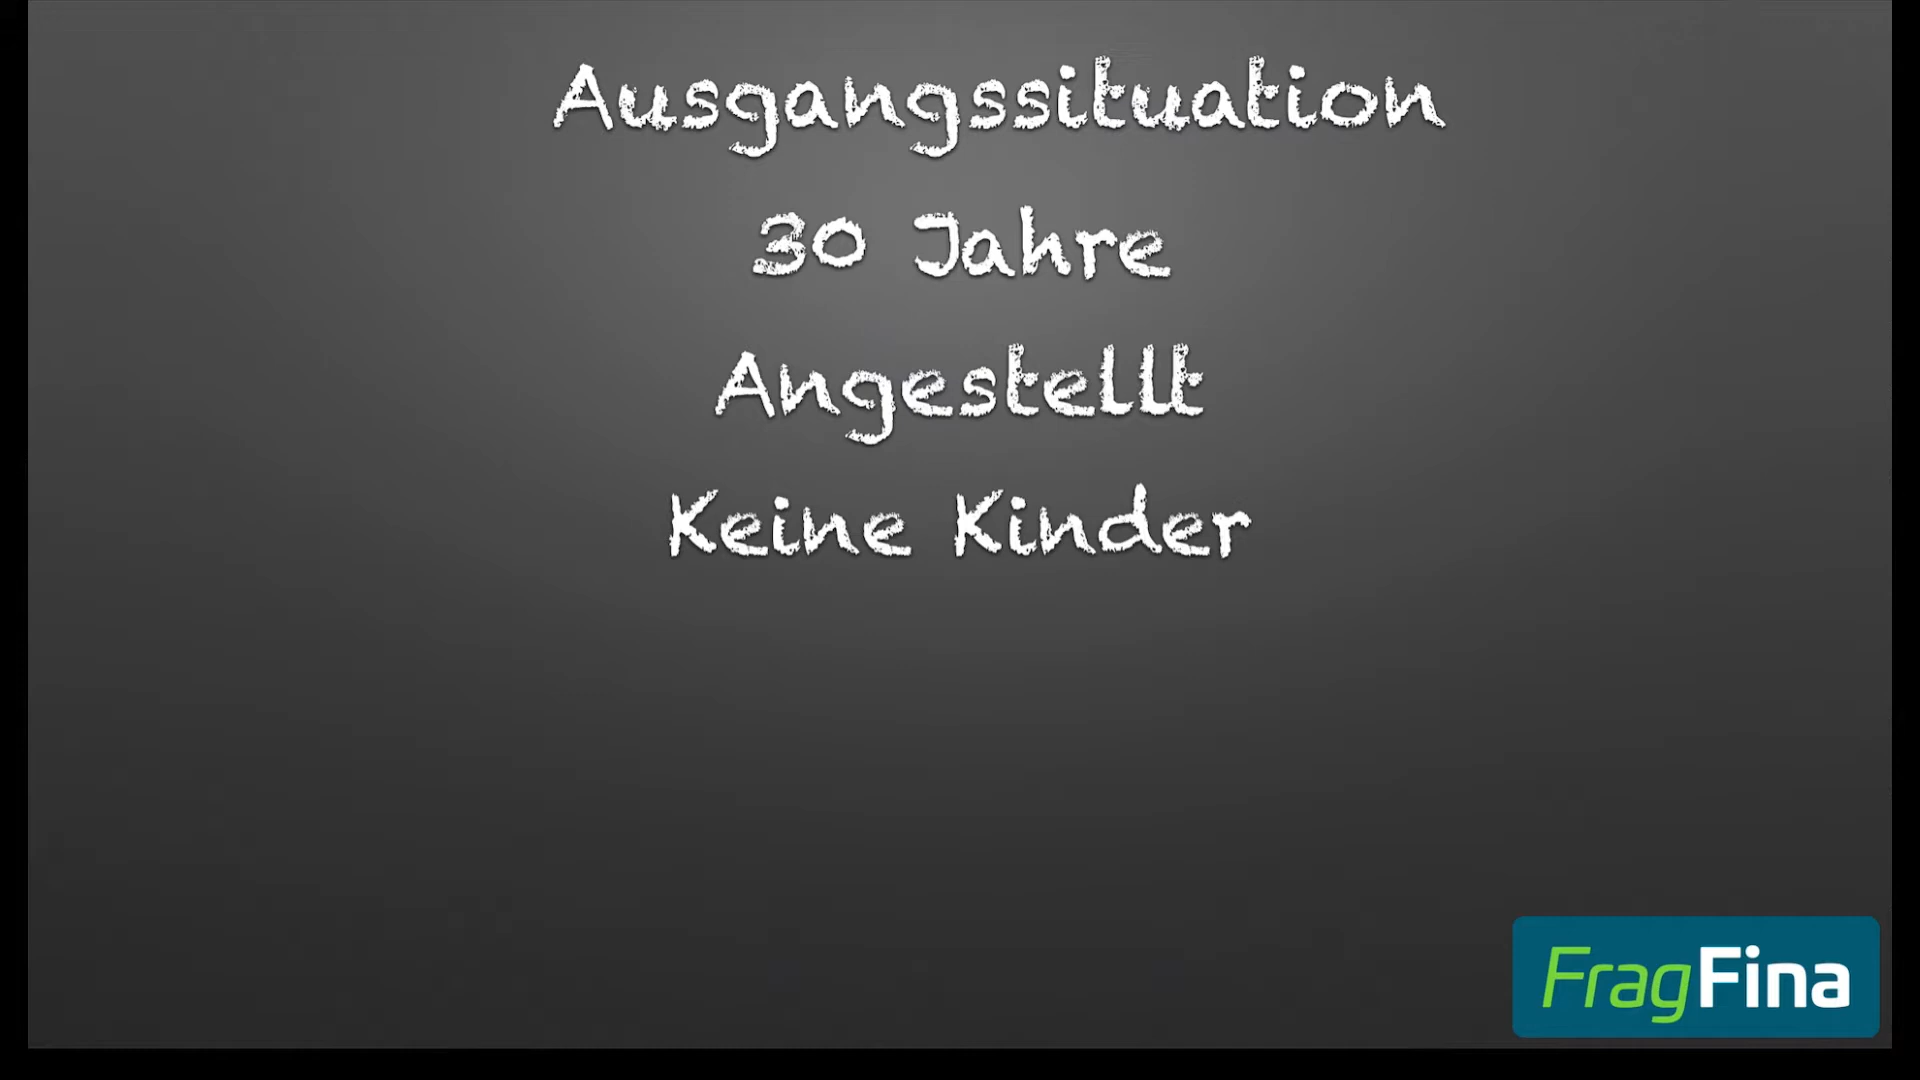 Ausgangssituation
30 Jahre
Angestellt
Keine Kinder
FragFina